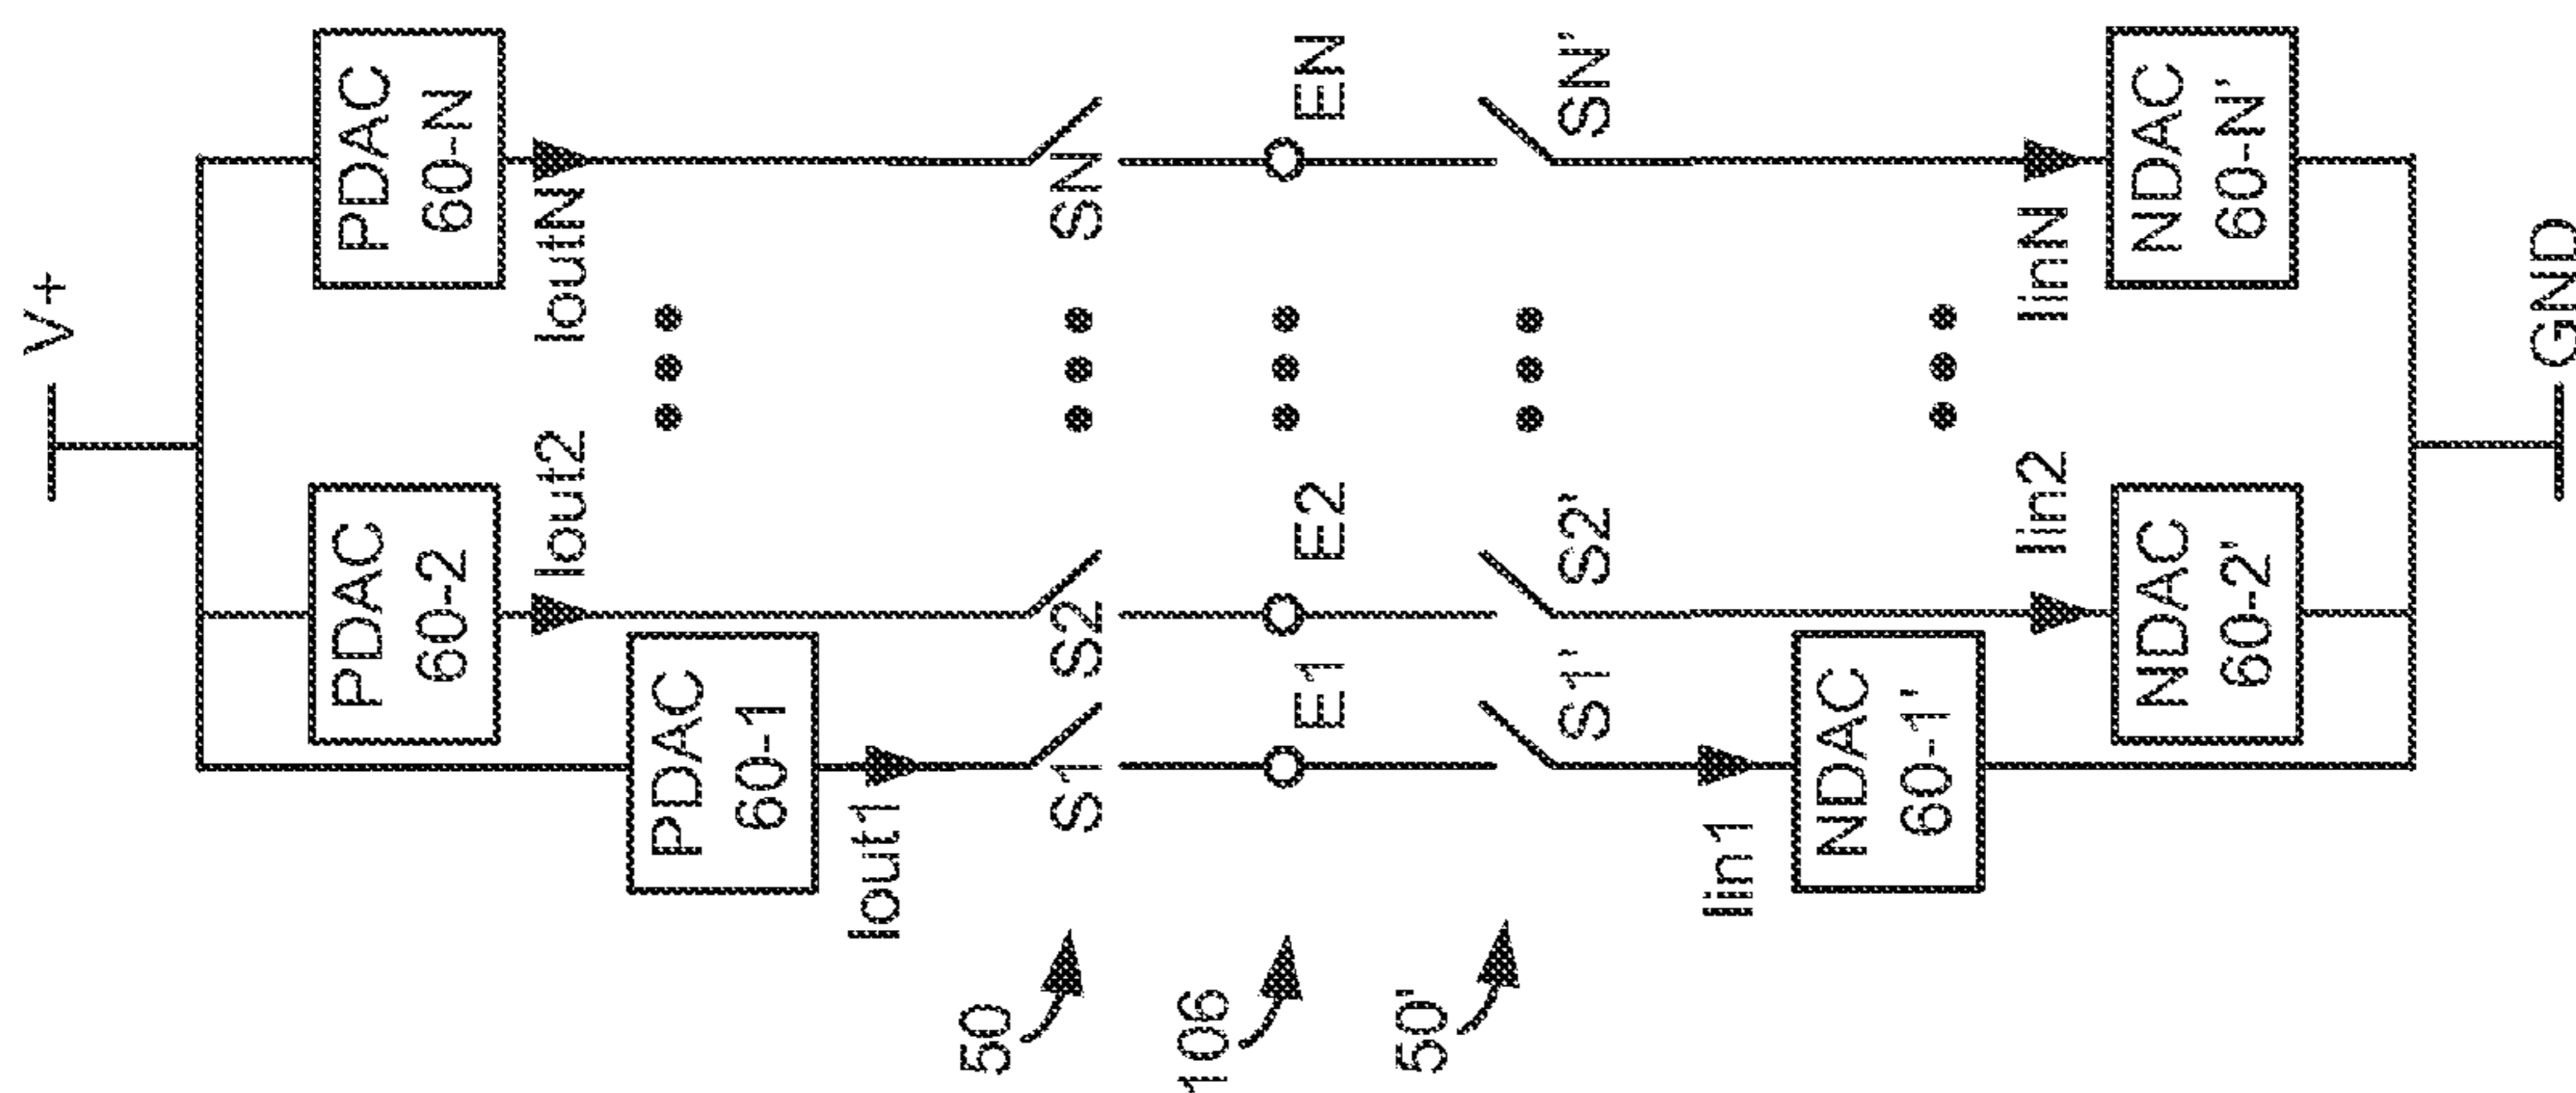 V+
PDAC
60-2
PDAC
60-N
Iout2
IoutN
PDAC
60-1
Iout1
50
S1
S2
SN
106
E1
E2
EN
50'
S1'
S2'
SN'
Iin1
NDAC
60-1'
Iin2
IinN
NDAC
60-2'
NDAC
60-N'
GND